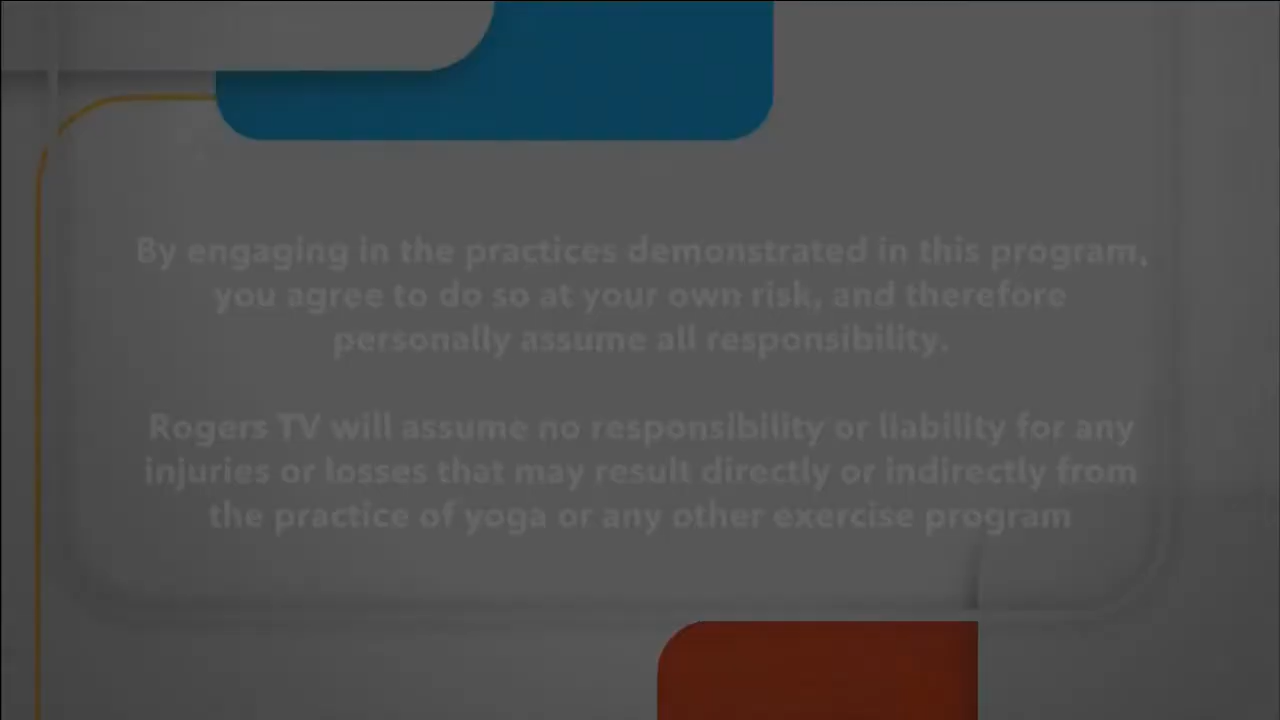 By engaging in the practices demonstrated in this program,
you agree to do so at your own risk, and therefore
personally assume all responsibility.
Rogers TV will assume no responsibility or liability for any
injuries or losses that may result directly or indirectly from
the practice of yoga or any other exercise program